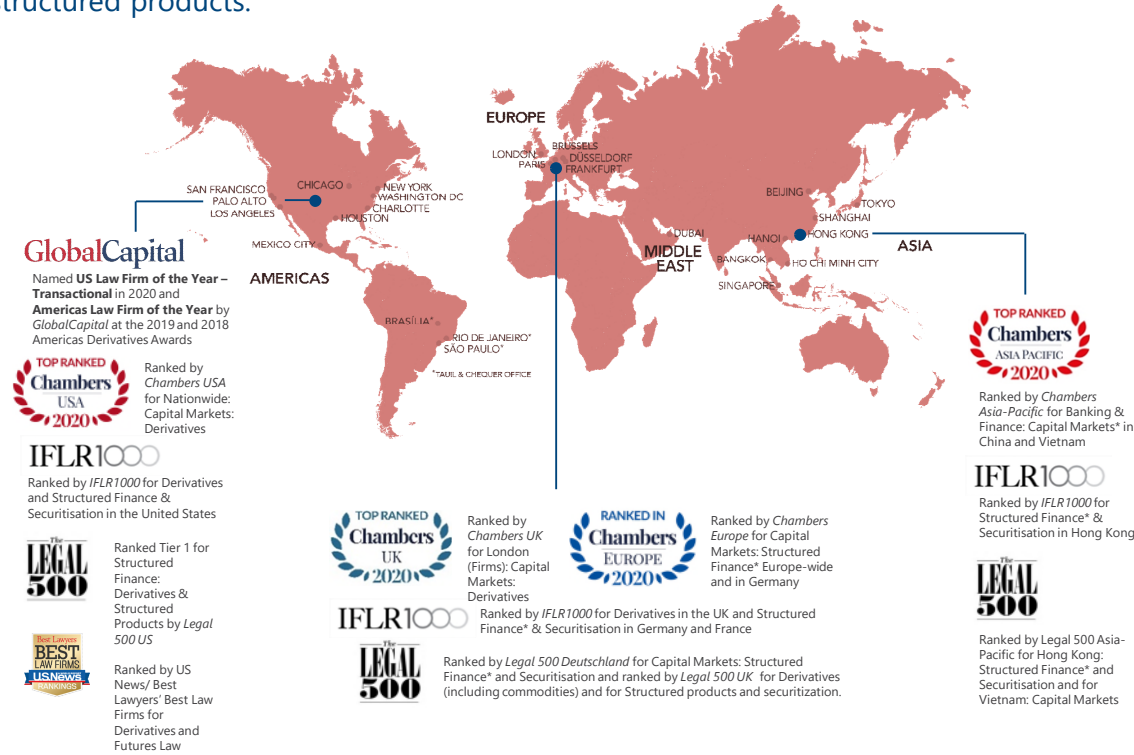 structured products.
EUROPE
BRUSSELS
LONDON
DÜSSELDORF
PARIS
FRANKFURT
CHICAGO
NEW YORK
SAN FRANCISCO
WASHINGTON DC
PALO ALTO
CHARLOTTE
LOS ANGELES
HOUSTON
MEXICO CITY
AMERICAS
BRASÍLIA*
RIO DE JANEIRO*
SÃO PAULO*
*TAUIL & CHEQUER OFFICE
DUBAI
MIDDLE
EAST
BEIJING
TOKYO
SHANGHAI
HANOI
HONG KONG
ASIA
BANGKOK
HO CHI MINH CITY
SINGAPORE
GlobalCapital
Named US Law Firm of the Year –
Transactional in 2020 and
Americas Law Firm of the Year by
GlobalCapital at the 2019 and 2018
Americas Derivatives Awards
TOP RANKED
Chambers
USA
2020
Ranked by
Chambers USA
for Nationwide:
Capital Markets:
Derivatives
IFLR1000
Ranked by IFLR1000 for Derivatives
and Structured Finance &
Securitisation in the United States
The
LEGAL
500
Ranked Tier 1 for
Structured
Finance:
Derivatives &
Structured
Products by Legal
500 US
Best Lawyers
BEST
LAW FIRMS
U.S.News
RANKINGS
Ranked by US
News/ Best
Lawyers’ Best Law
Firms for
Derivatives and
Futures Law
TOP RANKED
Chambers
UK
2020
Ranked by
Chambers UK
for London
(Firms): Capital
Markets:
Derivatives
RANKED IN
Chambers
EUROPE
2020
Ranked by Chambers
Europe for Capital
Markets: Structured
Finance* Europe-wide
and in Germany
IFLR1000
Ranked by IFLR1000 for Derivatives in the UK and Structured
Finance* & Securitisation in Germany and France
The
LEGAL
500
Ranked by Legal 500 Deutschland for Capital Markets: Structured
Finance* and Securitisation and ranked by Legal 500 UK for Derivatives
(including commodities) and for Structured products and securitization.
TOP RANKED
Chambers
ASIA PACIFIC
2020
Ranked by Chambers
Asia-Pacific for Banking &
Finance: Capital Markets* in
China and Vietnam
IFLR1000
Ranked by IFLR1000 for
Structured Finance* &
Securitisation in Hong Kong
The
LEGAL
500
Ranked by Legal 500 Asia-
Pacific for Hong Kong:
Structured Finance* and
Securitisation and for
Vietnam: Capital Markets